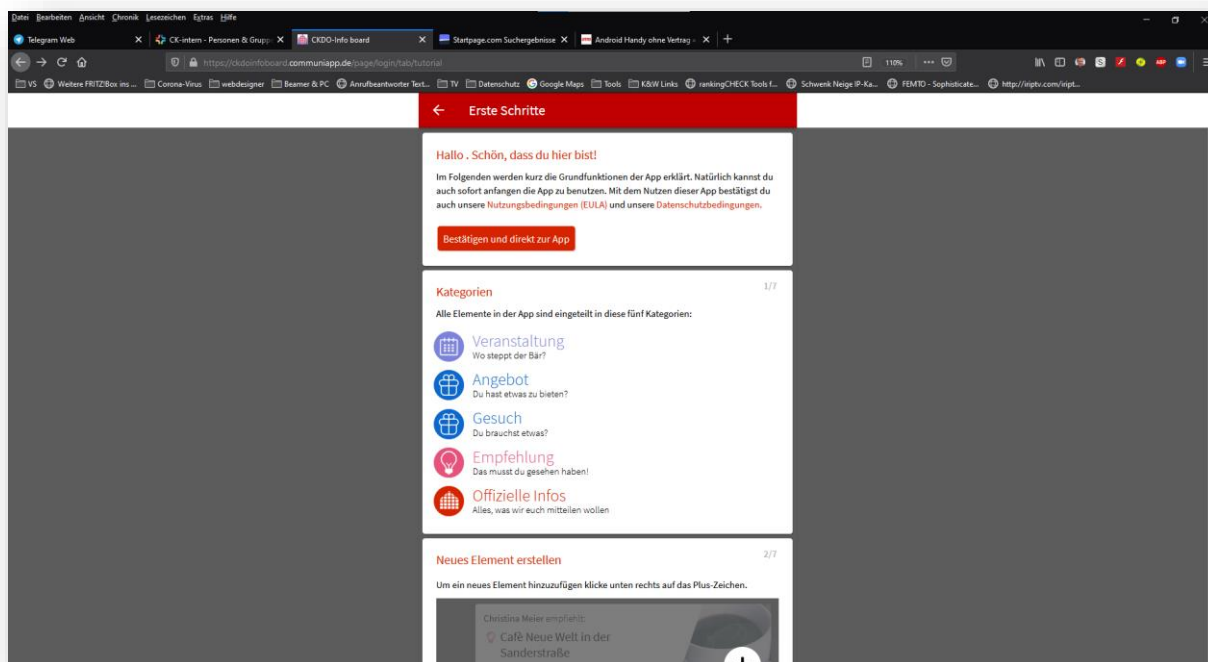 Datei Bearbeiten Ansicht Chronik Lesezeichen Extras Hilfe
Telegram Web CK-intern - Personen & Grupp CKDO-Info board Startpage.com Suchergebnisse Android Handy ohne Vertrag -
https://ckdoinfoboard.communiapp.de/page/login/tab/tutorial 110%
VS Weitere FRITZ!Box ins ... Corona-Virus webdesigner Beamer & PC Anrufbeantworter Text... TV Datenschutz Google Maps Tools K&W Links rankingCHECK Tools f... Schwenk Neige IP-Ka... FEMTO - Sophisticate... http://iriptv.com/iript...
Erste Schritte
Hallo . Schön, dass du hier bist!
Im Folgenden werden kurz die Grundfunktionen der App erklärt. Natürlich kannst du
auch sofort anfangen die App zu benutzen. Mit dem Nutzen dieser App bestätigst du
auch unsere Nutzungsbedingungen (EULA) und unsere Datenschutzbedingungen.
Bestätigen und direkt zur App
Kategorien 1/7
Alle Elemente in der App sind eingeteilt in diese fünf Kategorien:
Veranstaltung
Wo steppt der Bär?
Angebot
Du hast etwas zu bieten?
Gesuch
Du brauchst etwas?
Empfehlung
Das musst du gesehen haben!
Offizielle Infos
Alles, was wir euch mitteilen wollen
Neues Element erstellen 2/7
Um ein neues Element hinzuzufügen klicke unten rechts auf das Plus-Zeichen.
Christina Meier empfiehlt:
Cafè Neue Welt in der
Sanderstraße